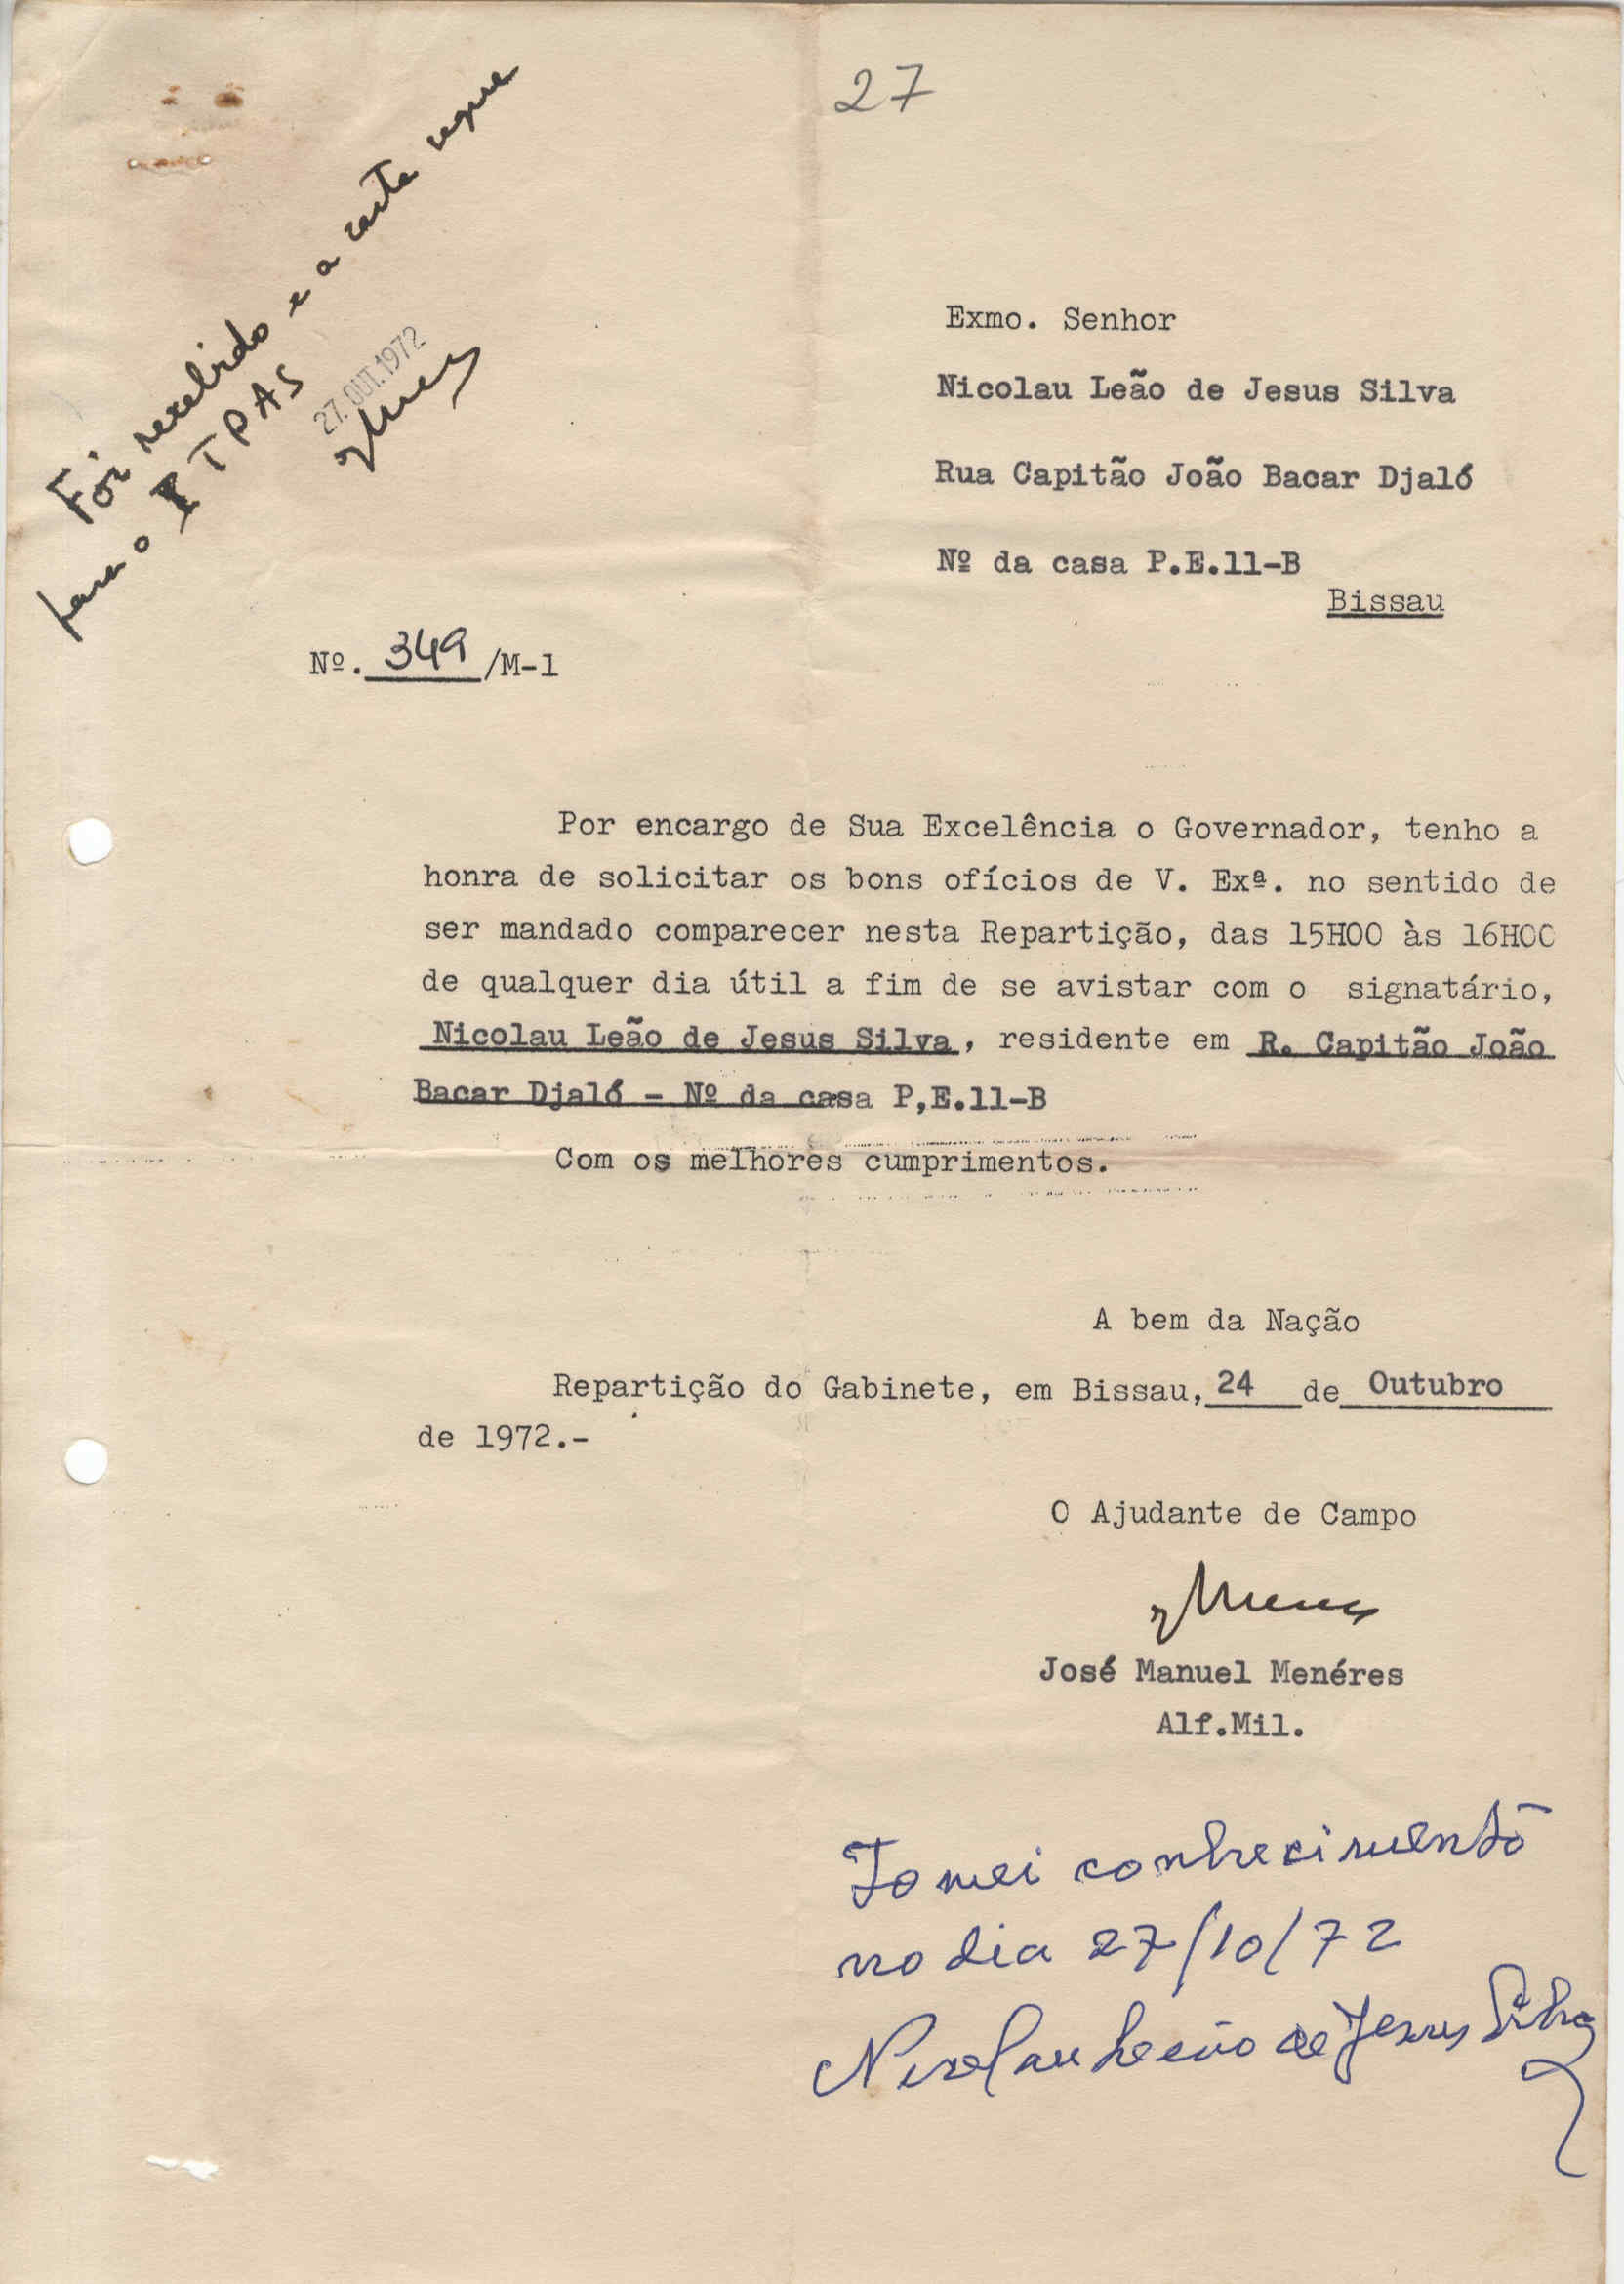 27
Foi recebido e a carta segue
para o ITPAS
27. OUT. 1972
Exmo. Senhor
Nicolau Leão de Jesus Silva
Rua Capitão João Bacar Djaló
Nº da casa P.E.11-B
Bissau
Nº. 349 /M-1
Por encargo de Sua Excelência o Governador, tenho a
honra de solicitar os bons ofícios de V. Exª. no sentido de
ser mandado comparecer nesta Repartição, das 15H00 às 16H00
de qualquer dia útil a fim de se avistar com o signatário,
Nicolau Leão de Jesus Silva, residente em R. Capitão João
Bacar Djaló - Nº da casa P,E.11-B
Com os melhores cumprimentos.
A bem da Nação
Repartição do Gabinete, em Bissau, 24 de Outubro
de 1972.-
O Ajudante de Campo
José Manuel Menéres
Alf.Mil.
Tomei conhecimento
no dia 27/10/72
Nicolau Leão de Jesus Silva